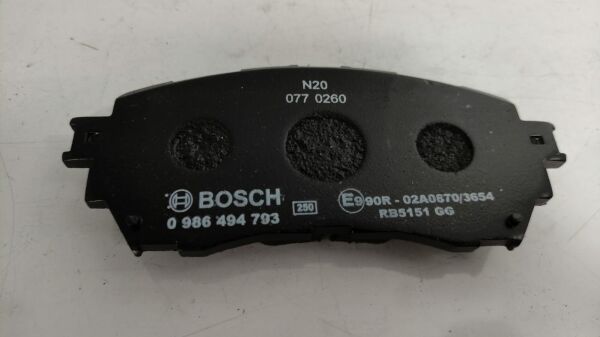 N20
077 0260
BOSCH
0 986 494 793
250
E9 90R - 02A0870/3654
RB5151 GG